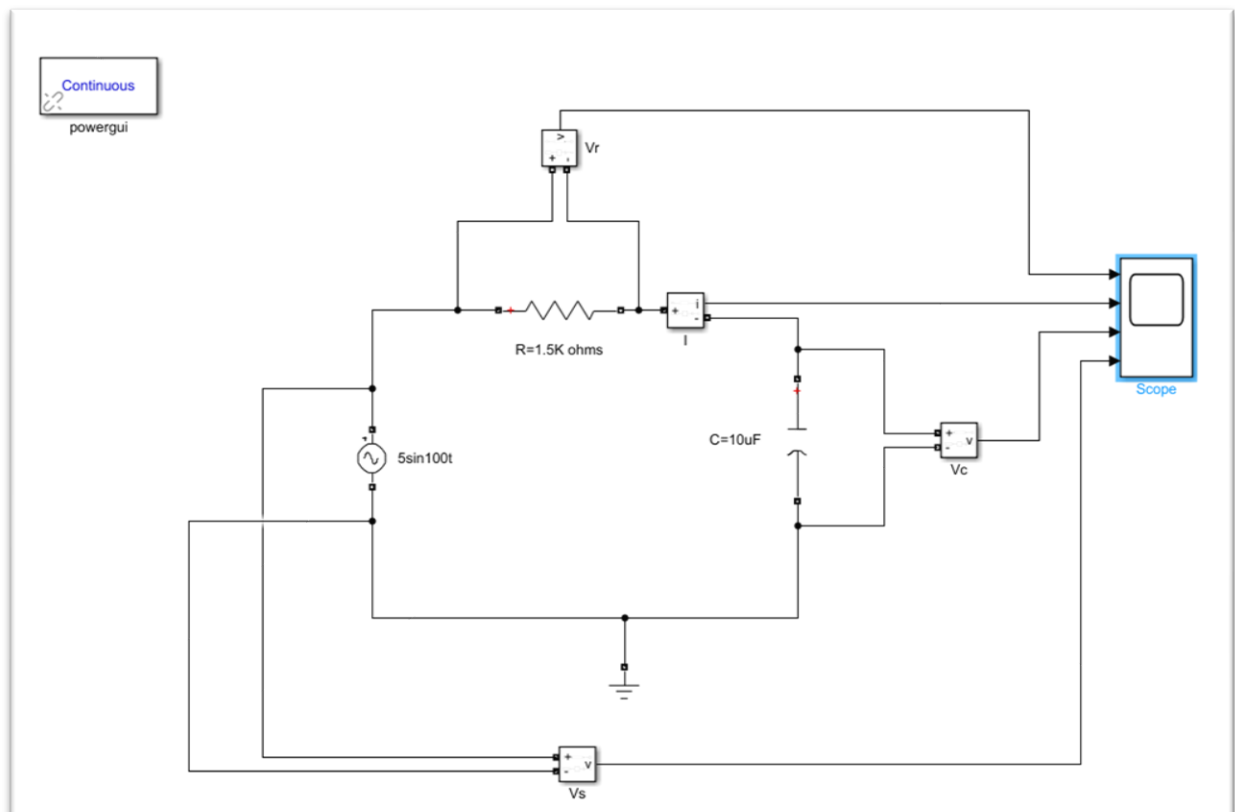 Continuous
powergui
v
+ -
Vr
R=1.5K ohms
+
i
-
I
Scope
5sin100t
C=10uF
+
-
v
Vc
+
-
v
Vs